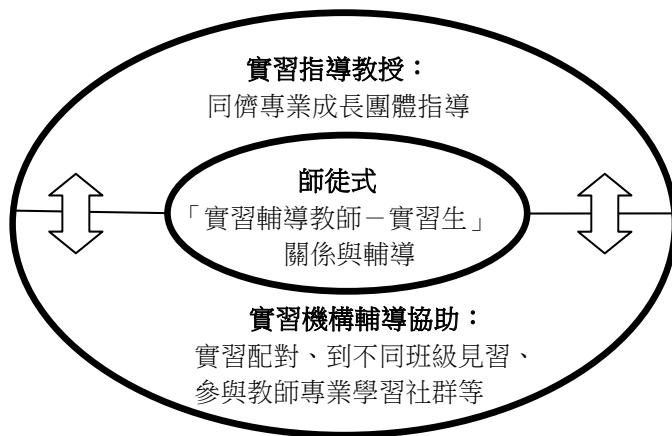 實習指導教授：
同儕專業成長團體指導
師徒式
「實習輔導教師－實習生」
關係與輔導
實習機構輔導協助：
實習配對、到不同班級見習、
參與教師專業學習社群等